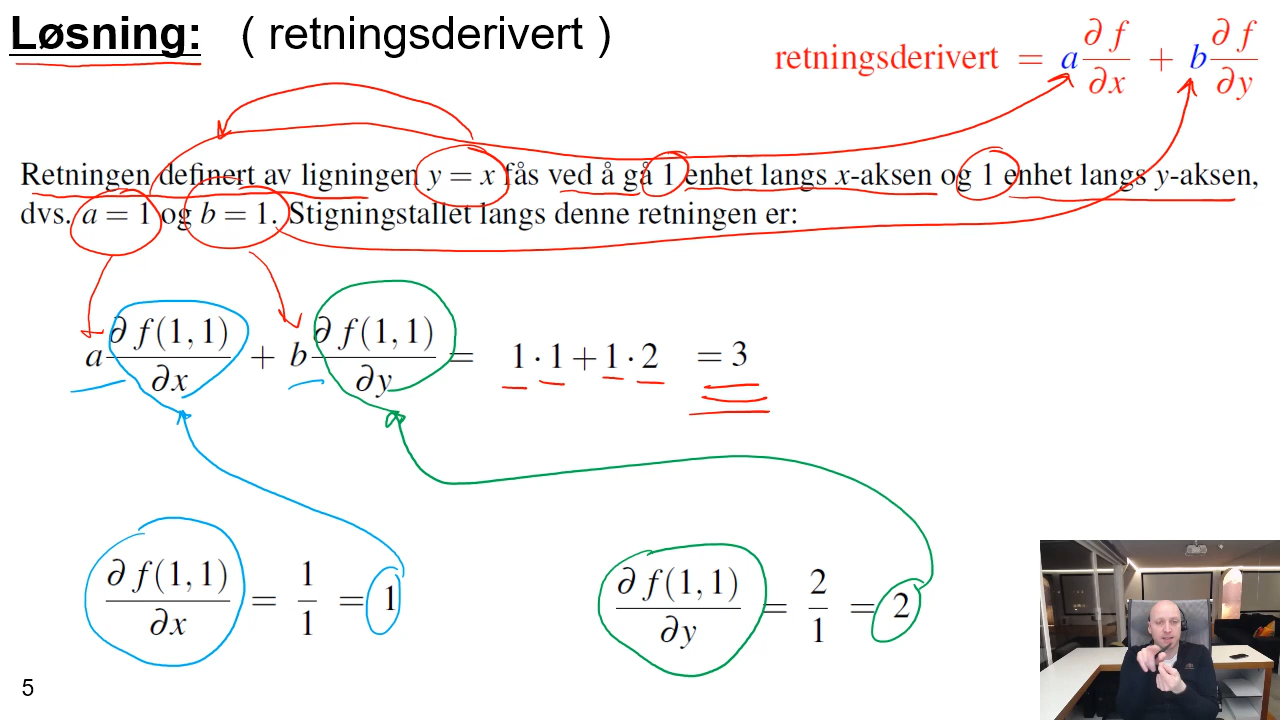 Løsning: ( retningsderivert )
retningsderivert = a ∂f/∂x + b ∂f/∂y
Retningen definert av ligningen y = x fås ved å gå 1 enhet langs x-aksen og 1 enhet langs y-aksen,
dvs. a = 1 og b = 1. Stigningstallet langs denne retningen er:
a ∂f(1,1)/∂x + b ∂f(1,1)/∂y = 1 · 1 + 1 · 2 = 3
∂f(1,1)/∂x = 1/1 = 1
∂f(1,1)/∂y = 2/1 = 2
5